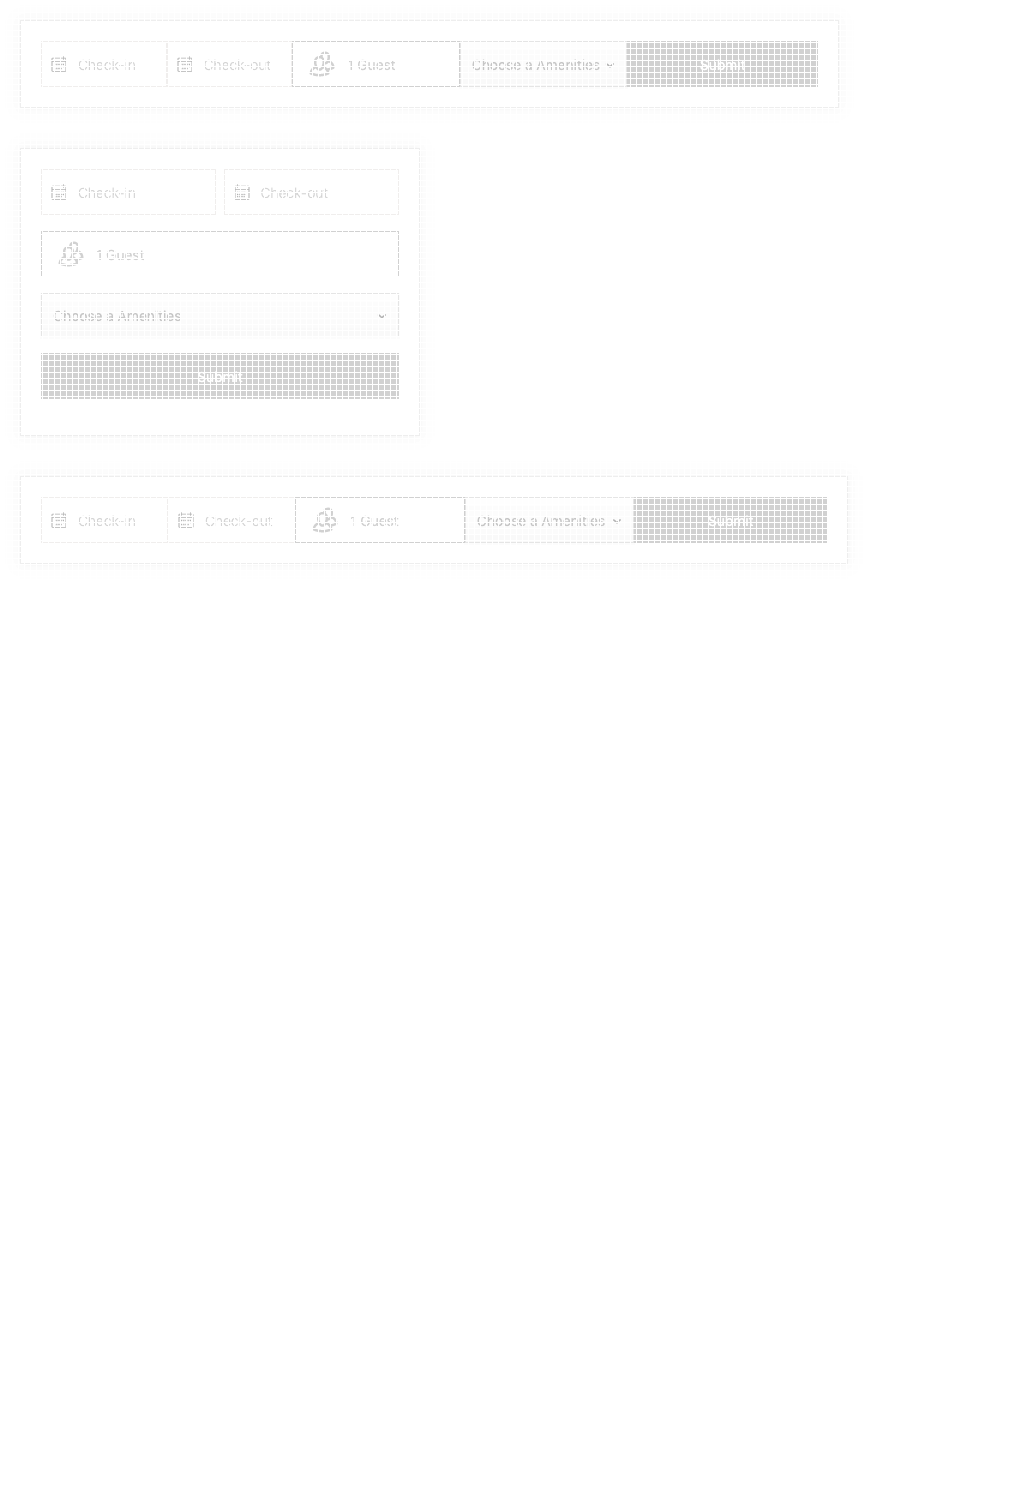 Check-in Check-out 1 Guest Choose a Amenities Submit
Check-in Check-out
1 Guest
Choose a Amenities
Submit
Check-in Check-out 1 Guest Choose a Amenities Submit